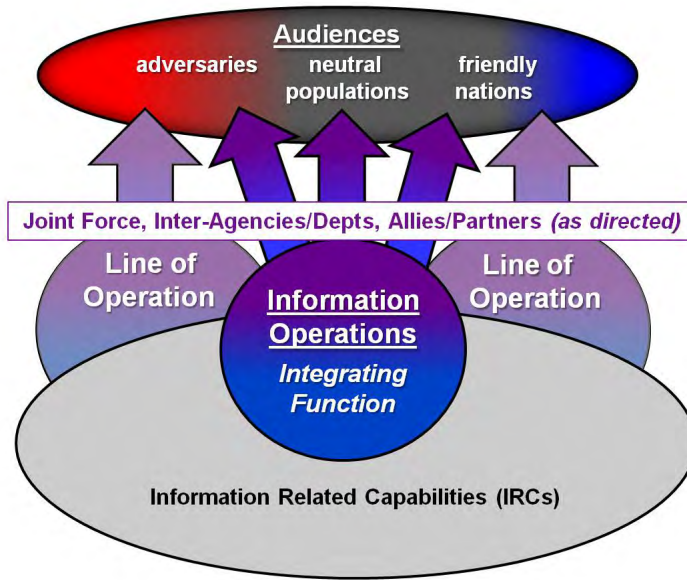 Audiences
adversaries
neutral
populations
friendly
nations
Joint Force, Inter-Agencies/Depts, Allies/Partners (as directed)
Line of
Operation
Information
Operations
Integrating
Function
Line of
Operation
Information Related Capabilities (IRCs)